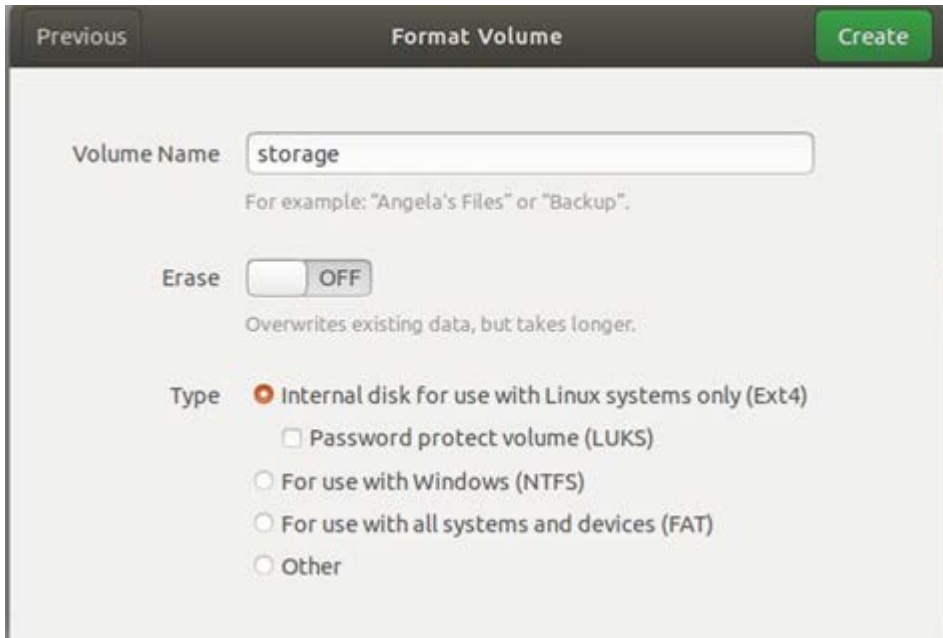 Previous Format Volume Create
Volume Name storage
For example: "Angela's Files" or "Backup".
Erase OFF
Overwrites existing data, but takes longer.
Type Internal disk for use with Linux systems only (Ext4)
Password protect volume (LUKS)
For use with Windows (NTFS)
For use with all systems and devices (FAT)
Other